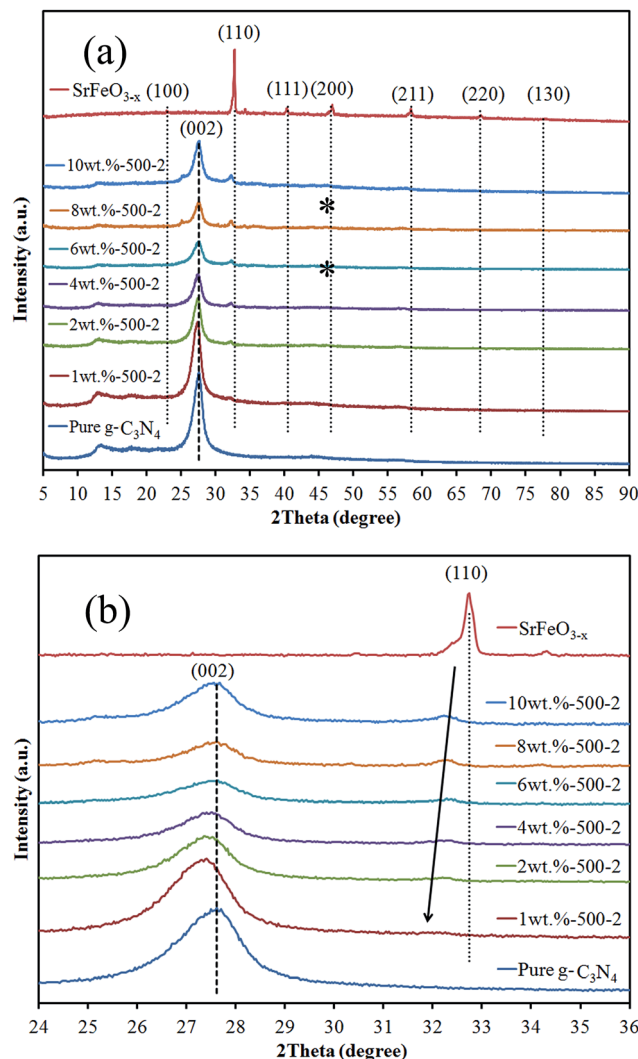 (a)
(110)
SrFeO₃₋ₓ
(100)
(111)
(200)
(211)
(220)
(130)
(002)
10wt.%-500-2
8wt.%-500-2
*
6wt.%-500-2
*
4wt.%-500-2
2wt.%-500-2
1wt.%-500-2
Pure g-C₃N₄
Intensity (a.u.)
5 10 15 20 25 30 35 40 45 50 55 60 65 70 75 80 85 90
2Theta (degree)
(b)
(110)
SrFeO₃₋ₓ
(002)
10wt.%-500-2
8wt.%-500-2
6wt.%-500-2
4wt.%-500-2
2wt.%-500-2
1wt.%-500-2
Pure g-C₃N₄
Intensity (a.u.)
24 25 26 27 28 29 30 31 32 33 34 35 36
2Theta (degree)